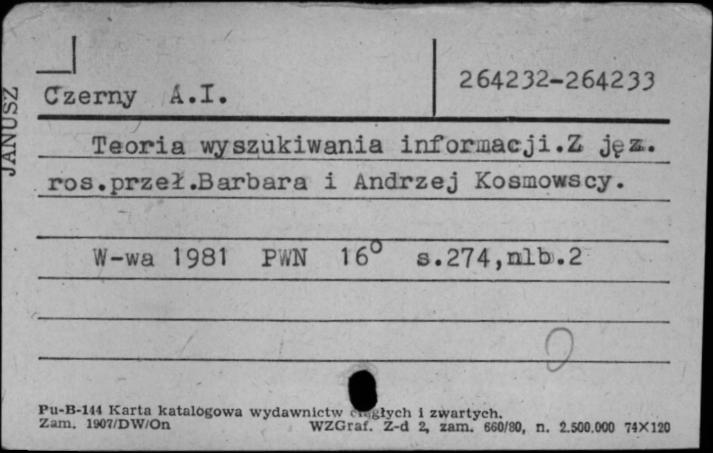 JANUSZ
Czerny A.I.
264232-264233
Teoria wyszukiwania informacji.Z jęz.
ros.przeł.Barbara i Andrzej Kosmowscy.
W-wa 1981 PWN 16° s.274,nlb.2
Pu-B-144 Karta katalogowa wydawnictw ciągłych i zwartych.
Zam. 1907/DW/On WZGraf. Z-d 2, zam. 660/80, n. 2.500.000 74X120